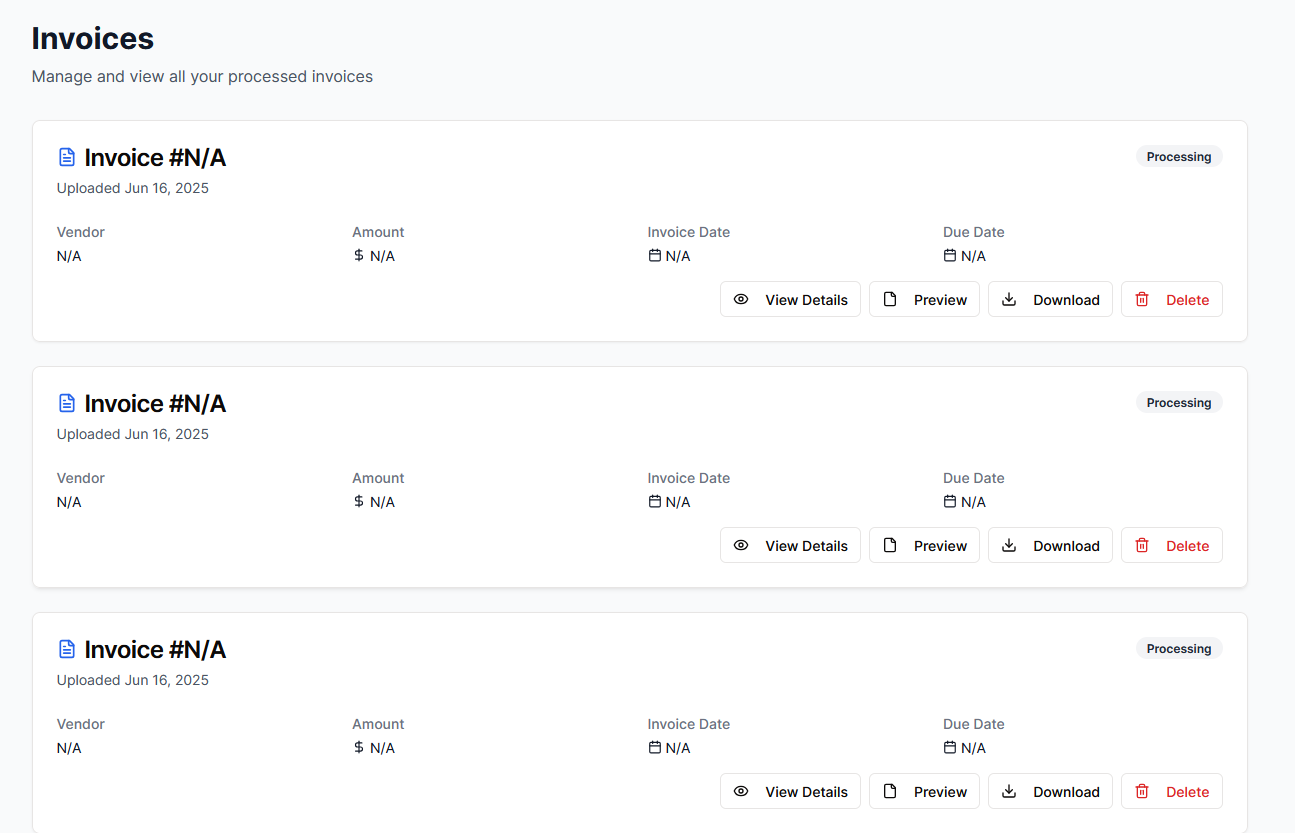 Invoices
Manage and view all your processed invoices
Invoice #N/A
Processing
Uploaded Jun 16, 2025
Vendor Amount Invoice Date Due Date
N/A $ N/A N/A N/A
View Details Preview Download Delete
Invoice #N/A
Processing
Uploaded Jun 16, 2025
Vendor Amount Invoice Date Due Date
N/A $ N/A N/A N/A
View Details Preview Download Delete
Invoice #N/A
Processing
Uploaded Jun 16, 2025
Vendor Amount Invoice Date Due Date
N/A $ N/A N/A N/A
View Details Preview Download Delete